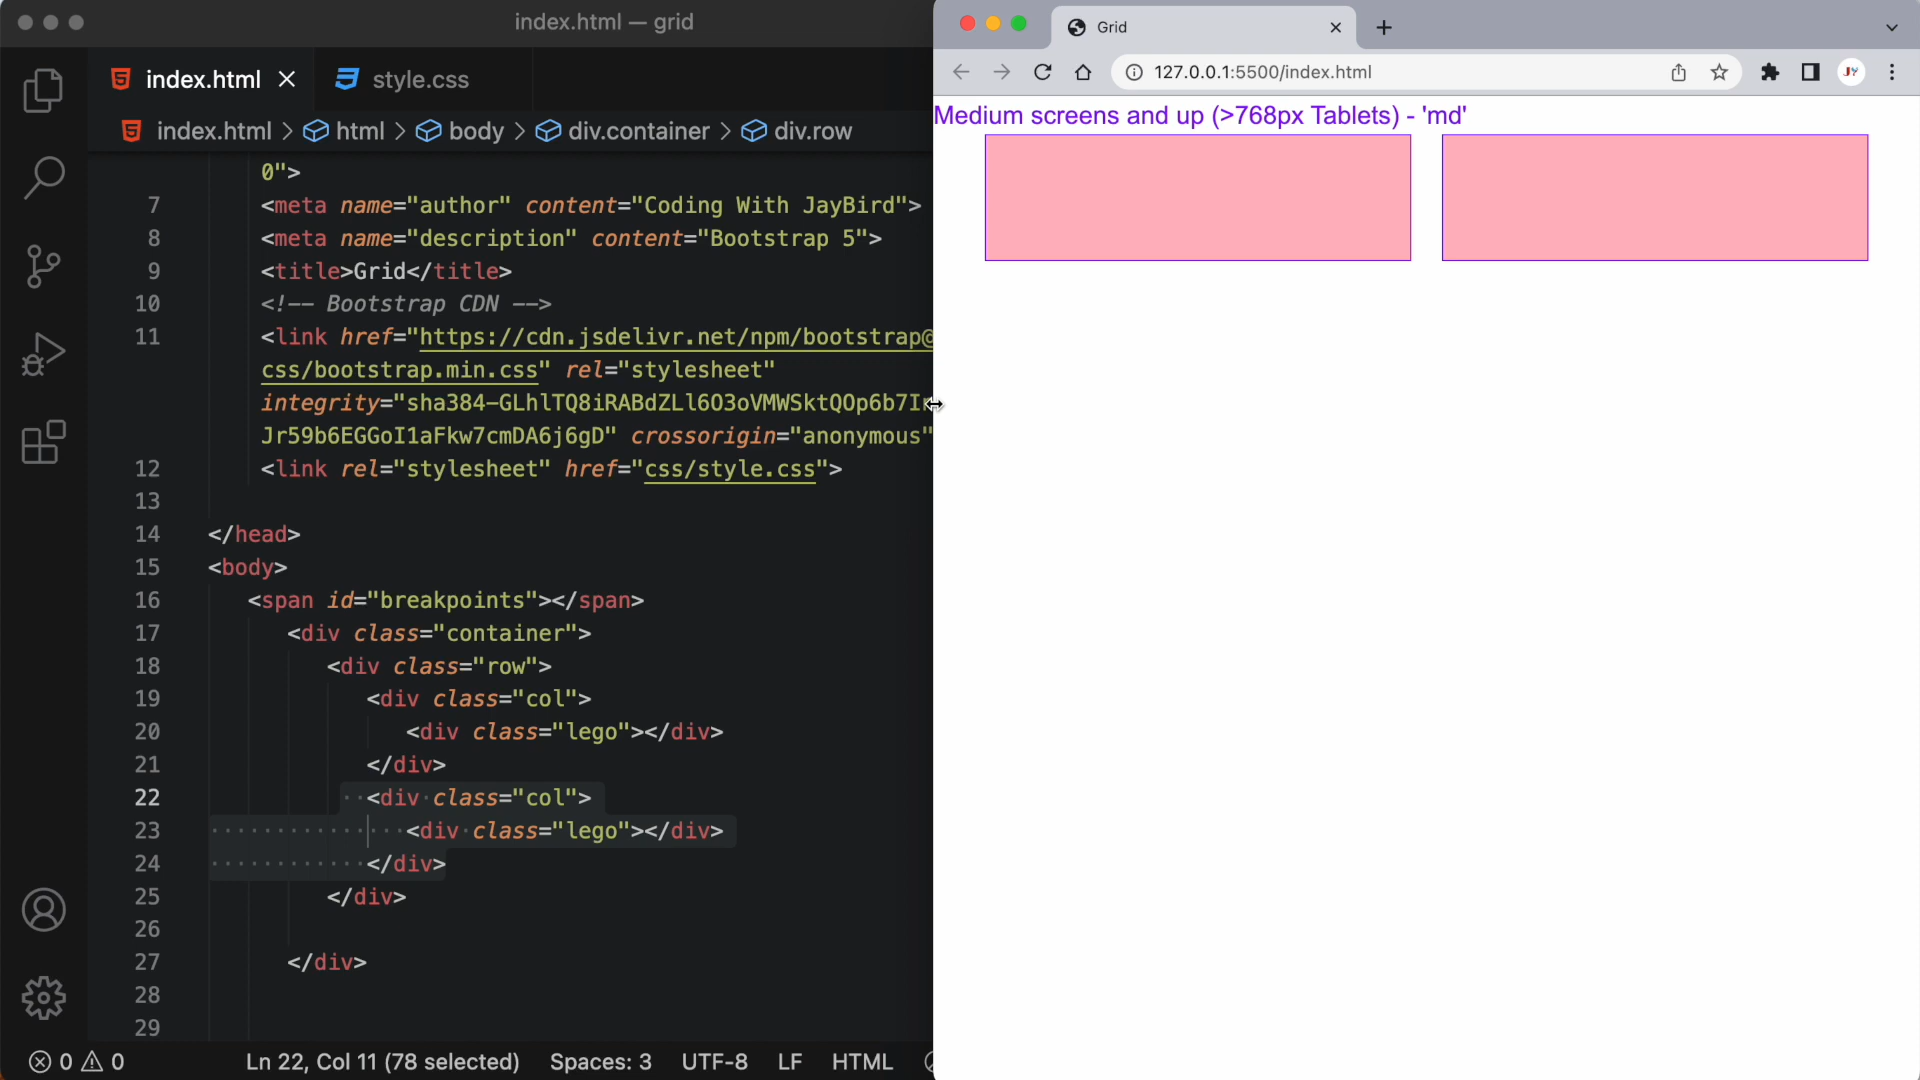 index.html — grid
index.html
style.css
index.html > html > body > div.container > div.row
0">
7 <meta name="author" content="Coding With JayBird">
8 <meta name="description" content="Bootstrap 5">
9 <title>Grid</title>
10 <!-- Bootstrap CDN -->
11 <link href="https://cdn.jsdelivr.net/npm/bootstrap@
css/bootstrap.min.css" rel="stylesheet"
integrity="sha384-GLhlTQ8iRABdZLl6O3oVMWSktQOp6b7I
Jr59b6EGGoI1aFkw7cmDA6j6gD" crossorigin="anonymous"
12 <link rel="stylesheet" href="css/style.css">
13
14 </head>
15 <body>
16 <span id="breakpoints"></span>
17 <div class="container">
18 <div class="row">
19 <div class="col">
20 <div class="lego"></div>
21 </div>
22 <div class="col">
23 <div class="lego"></div>
24 </div>
25 </div>
26
27 </div>
28
29
0 0 Ln 22, Col 11 (78 selected) Spaces: 3 UTF-8 LF HTML
Grid
127.0.0.1:5500/index.html
Medium screens and up (>768px Tablets) - 'md'